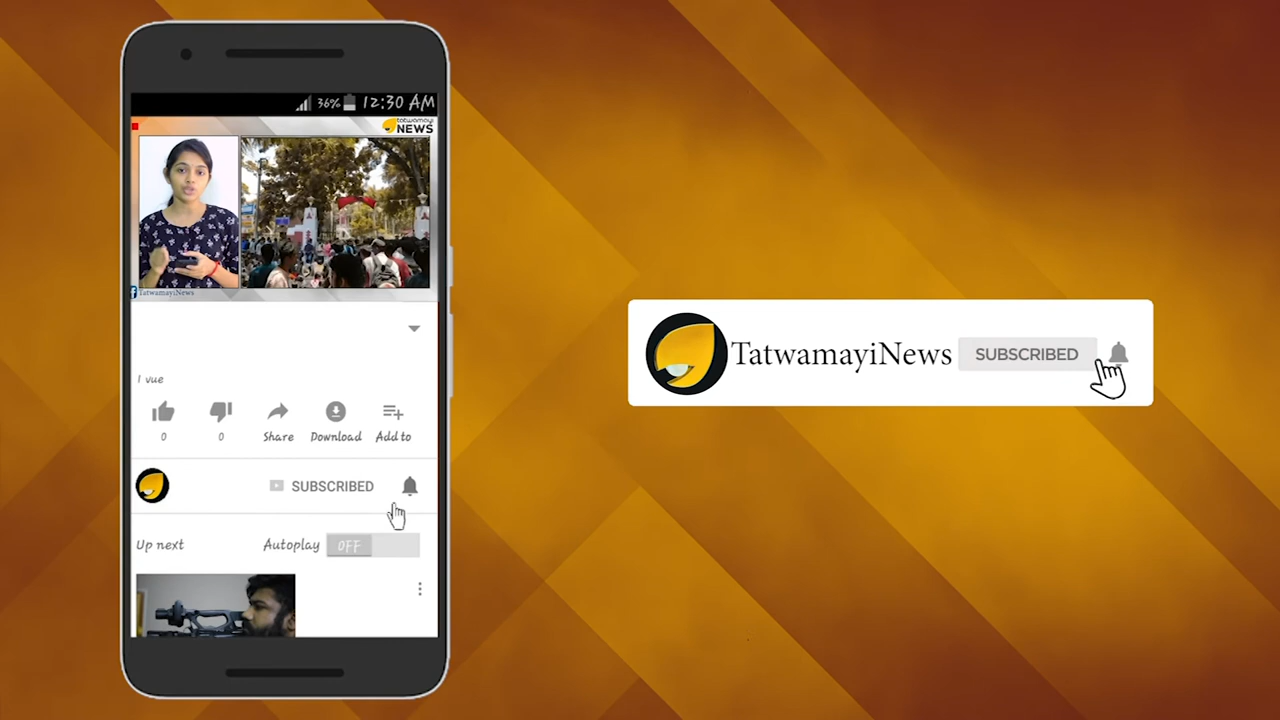 36% 12:30 AM
tatwamayi
NEWS
TatwamayiNews
1 vue
0 0 Share Download Add to
SUBSCRIBED
Up next Autoplay OFF
TatwamayiNews SUBSCRIBED